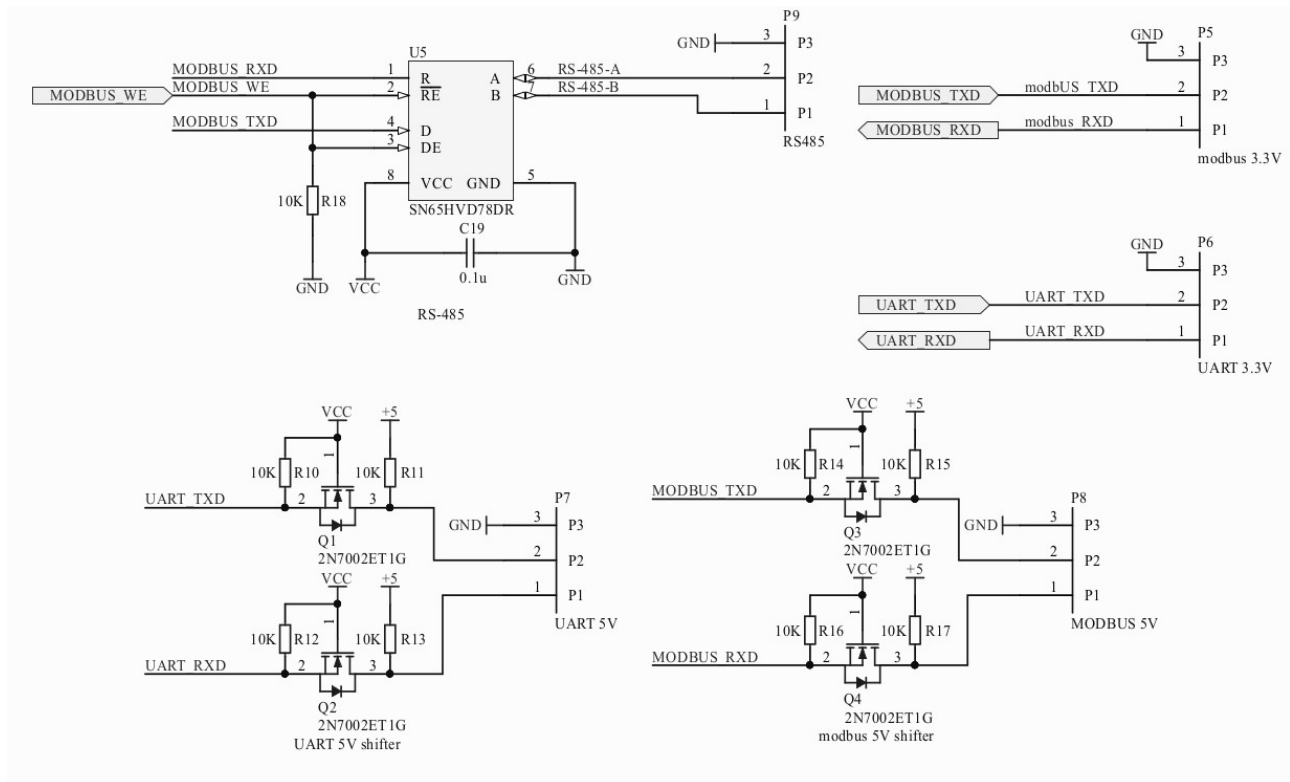 P9
GND 3 P3
U5
MODBUS_RXD 1 R A 6 RS-485-A 2 P2
MODBUS_WE MODBUS_WE 2 RE B 7 RS-485-B 1 P1
MODBUS_TXD 4 D
3 DE
RS485
8 VCC GND 5
10K R18
SN65HVD78DR
C19
0.1u
GND VCC GND
RS-485
P5
GND 3 P3
MODBUS_TXD modbUS_TXD 2 P2
MODBUS_RXD modbus_RXD 1 P1
modbus 3.3V
P6
GND 3 P3
UART_TXD UART_TXD 2 P2
UART_RXD UART_RXD 1 P1
UART 3.3V
VCC +5
10K R10 1 10K R11
UART_TXD 2 3
Q1
2N7002ET1G
P7
GND 3 P3
2 P2
1 P1
UART 5V
VCC +5
10K R12 1 10K R13
UART_RXD 2 3
Q2
2N7002ET1G
UART 5V shifter
VCC +5
10K R14 1 10K R15
MODBUS_TXD 2 3
Q3
2N7002ET1G
P8
GND 3 P3
2 P2
1 P1
MODBUS 5V
VCC +5
10K R16 1 10K R17
MODBUS_RXD 2 3
Q4
2N7002ET1G
modbus 5V shifter